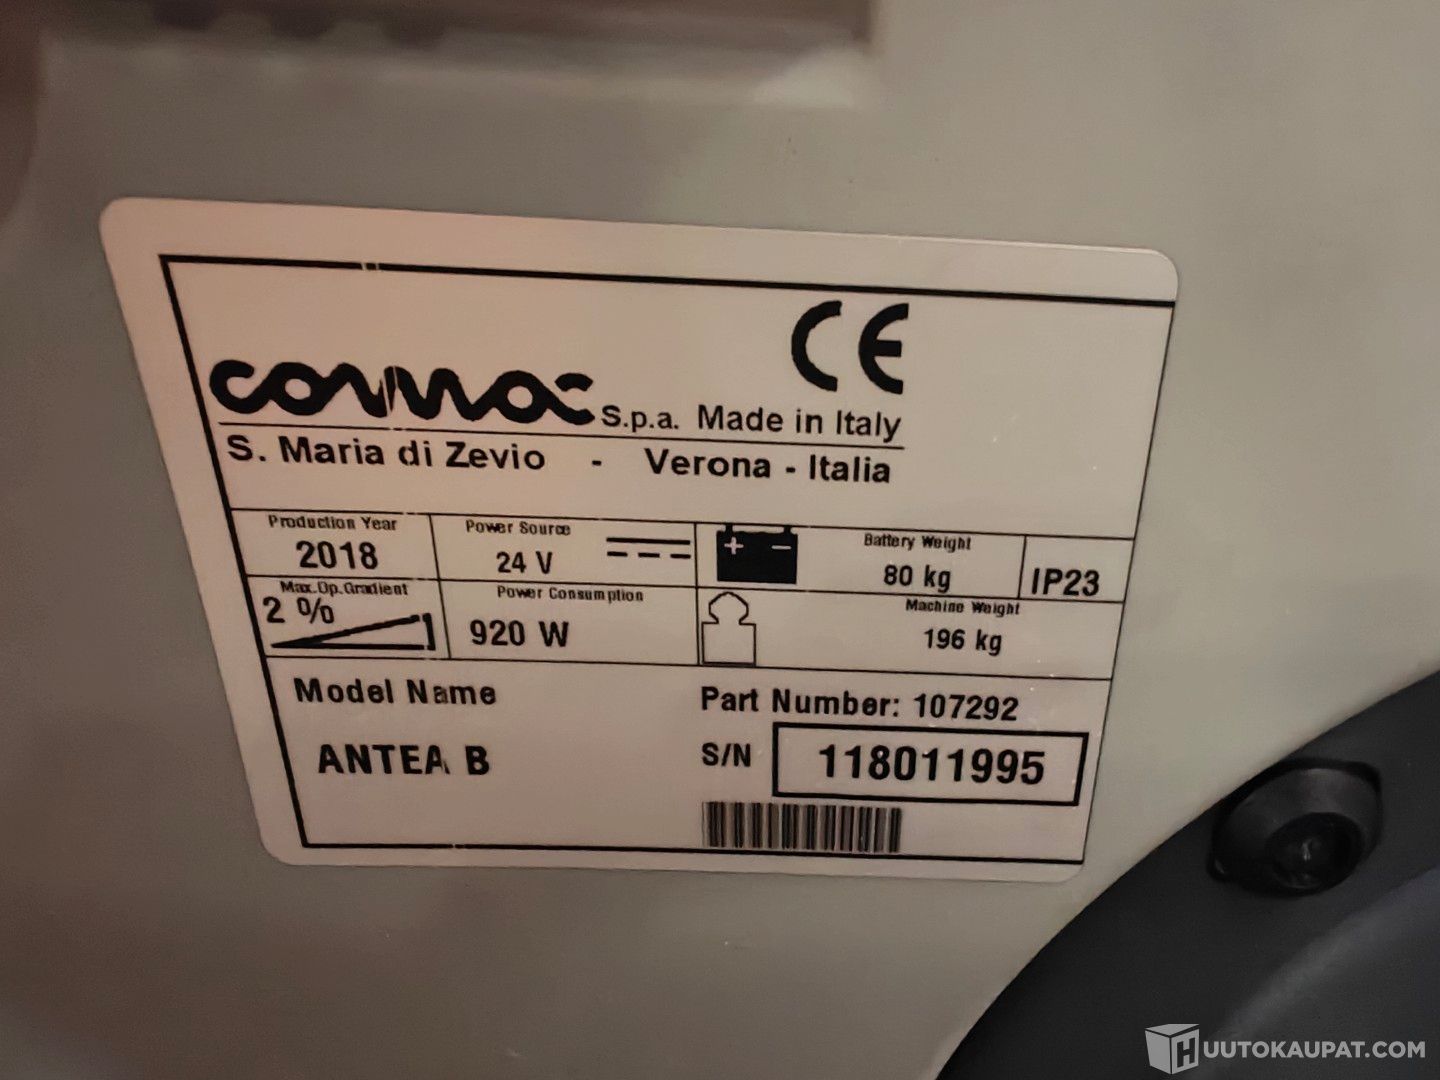 CE
comac S.p.a. Made in Italy
S. Maria di Zevio - Verona - Italia
Production Year
2018
Power Source
24 V
+ -
Battery Weight
80 kg
IP23
Max.Op.Gradient
2 %
Power Consumption
920 W
Machine Weight
196 kg
Model Name
ANTEA B
Part Number: 107292
S/N 118011995
HUUTOKAUPAT.COM